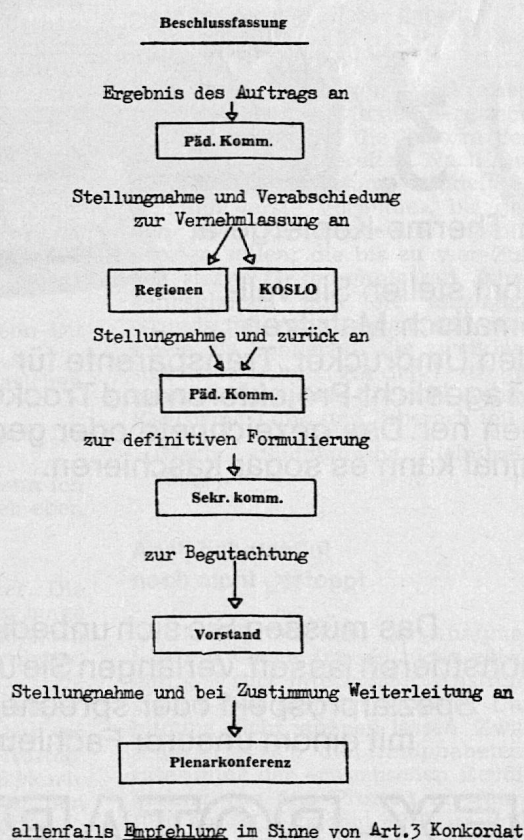 Beschlussfassung
Ergebnis des Auftrags an
Päd. Komm.
Stellungnahme und Verabschiedung
zur Vernehmlassung an
Regionen KOSLO
Stellungnahme und zurück an
Päd. Komm.
zur definitiven Formulierung
Sekr. komm.
zur Begutachtung
Vorstand
Stellungnahme und bei Zustimmung Weiterleitung an
Plenarkonferenz
allenfalls Empfehlung im Sinne von Art.3 Konkordat